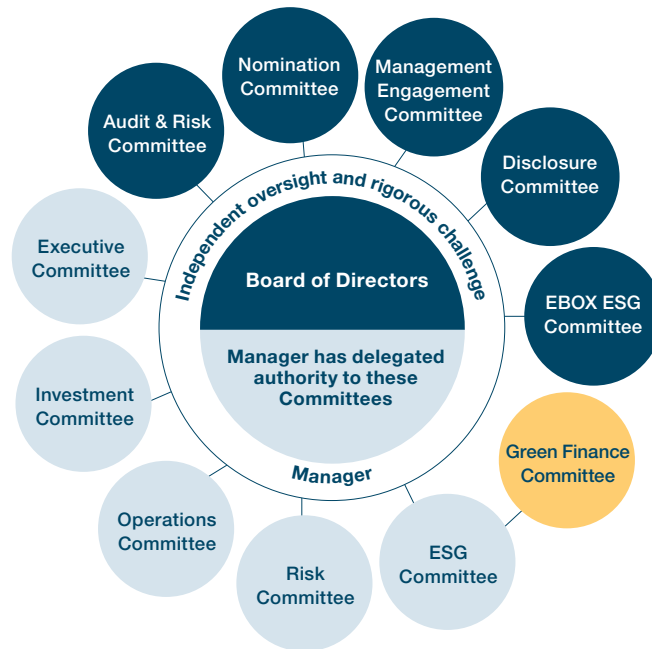 Nomination
Committee
Management
Engagement
Committee
Audit & Risk
Committee
Disclosure
Committee
Independent oversight and rigorous challenge
Executive
Committee
Board of Directors
EBOX ESG
Committee
Manager has delegated
authority to these
Committees
Investment
Committee
Green Finance
Committee
Manager
Operations
Committee
ESG
Committee
Risk
Committee